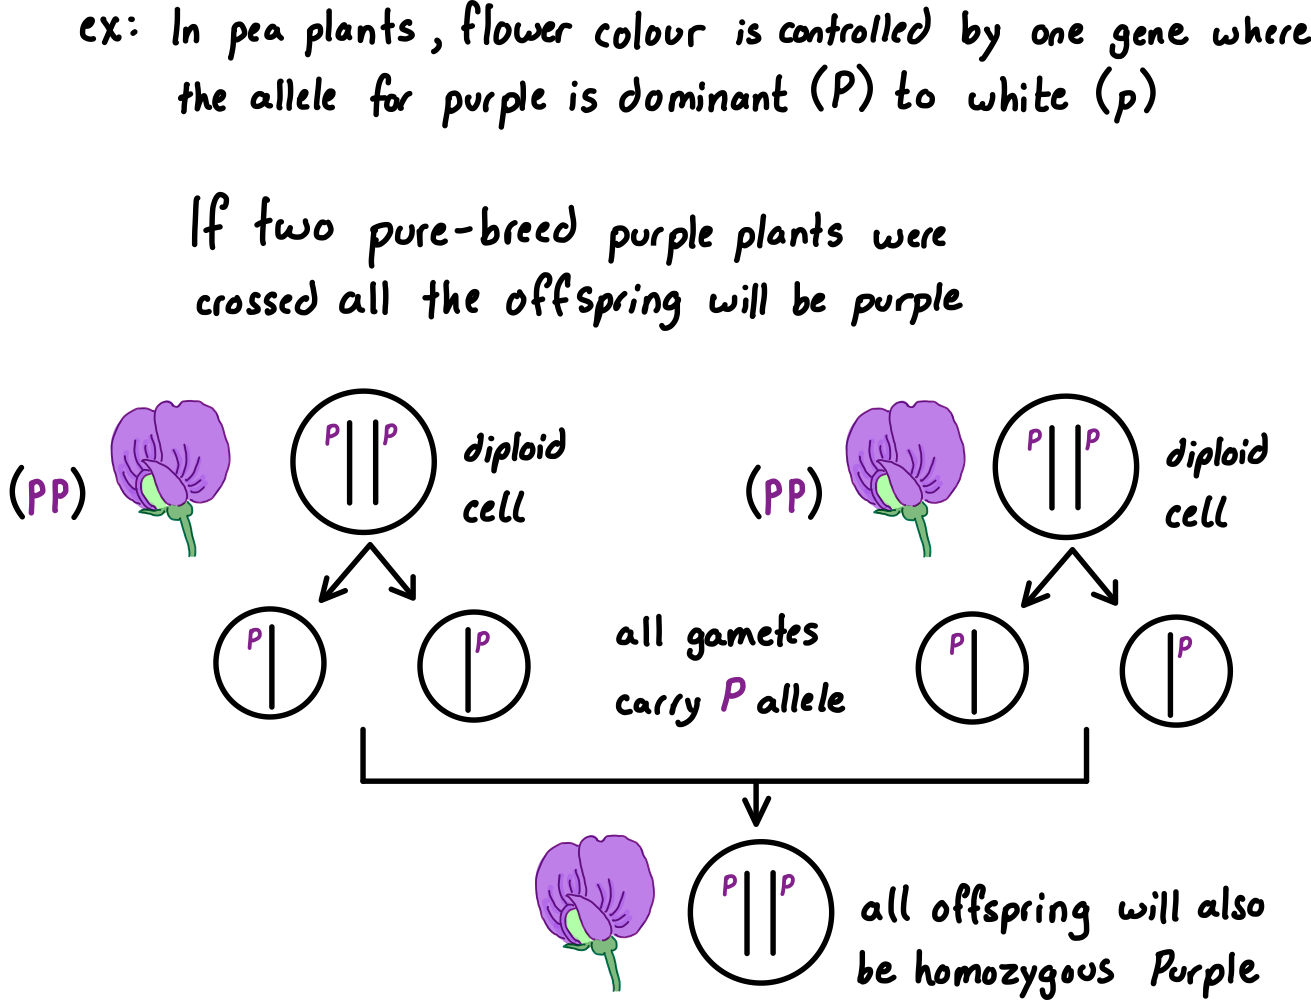 ex: In pea plants, flower colour is controlled by one gene where
the allele for purple is dominant (P) to white (p)
If two pure-breed purple plants were
crossed all the offspring will be purple
(PP)
P P
diploid
cell
(PP)
P P
diploid
cell
P
P
all gametes
carry P allele
P
P
P P
all offspring will also
be homozygous Purple